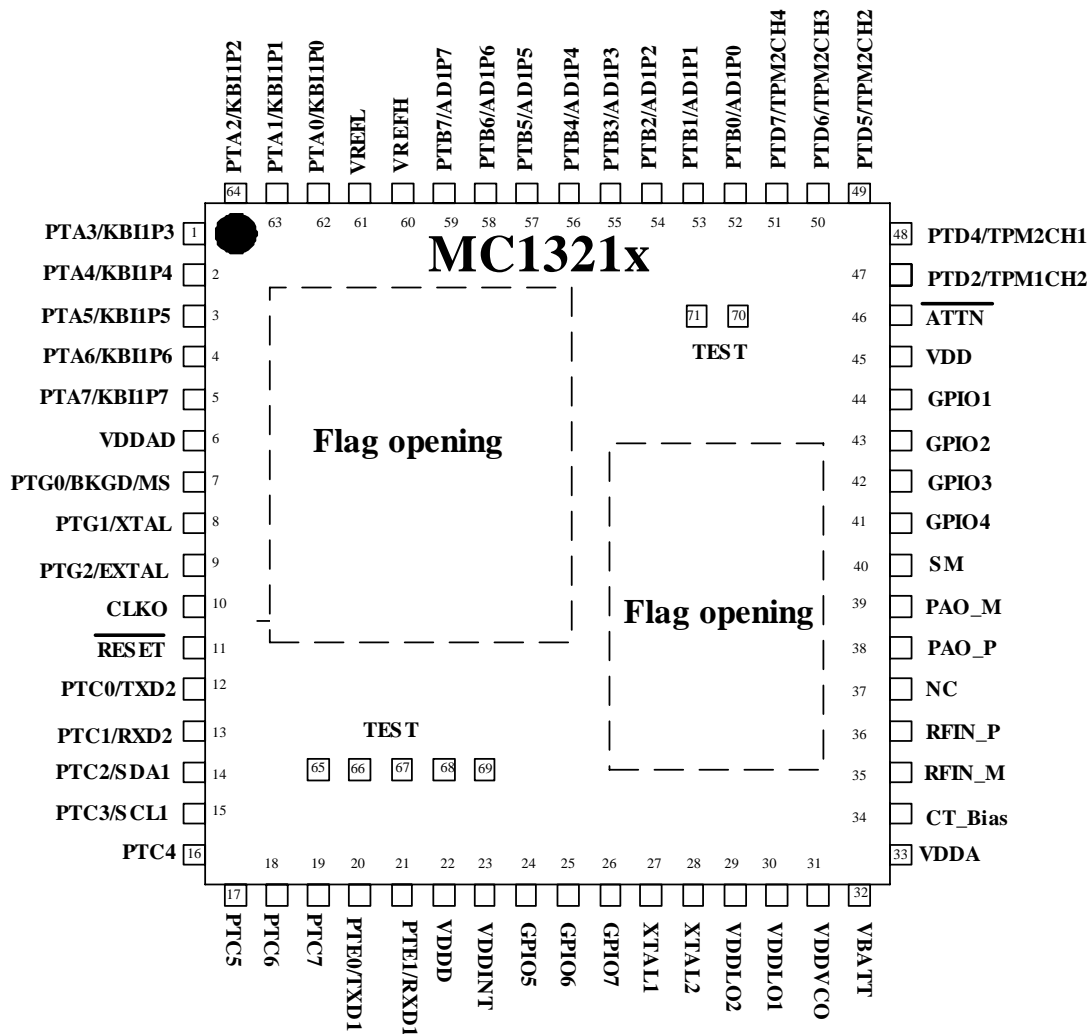 PTA2/KBI1P2
PTA1/KBI1P1
PTA0/KBI1P0
VREFL
VREFH
PTB7/AD1P7
PTB6/AD1P6
PTB5/AD1P5
PTB4/AD1P4
PTB3/AD1P3
PTB2/AD1P2
PTB1/AD1P1
PTB0/AD1P0
PTD7/TPM2CH4
PTD6/TPM2CH3
PTD5/TPM2CH2
64 63 62 61 60 59 58 57 56 55 54 53 52 51 50 49
MC1321x
PTA3/KBI1P3 1
PTA4/KBI1P4 2
PTA5/KBI1P5 3
PTA6/KBI1P6 4
PTA7/KBI1P7 5
VDDAD 6
PTG0/BKGD/MS 7
PTG1/XTAL 8
PTG2/EXTAL 9
CLKO 10
RESET 11
PTC0/TXD2 12
PTC1/RXD2 13
PTC2/SDA1 14
PTC3/SCL1 15
PTC4 16
71 70
TEST
Flag opening
Flag opening
TEST
65 66 67 68 69
48 PTD4/TPM2CH1
47 PTD2/TPM1CH2
46 ATTN
45 VDD
44 GPIO1
43 GPIO2
42 GPIO3
41 GPIO4
40 SM
39 PAO_M
38 PAO_P
37 NC
36 RFIN_P
35 RFIN_M
34 CT_Bias
33 VDDA
17 18 19 20 21 22 23 24 25 26 27 28 29 30 31 32
PTC5
PTC6
PTC7
PTE0/TXD1
PTE1/RXD1
VDDD
VDDINT
GPIO5
GPIO6
GPIO7
XTAL1
XTAL2
VDDLO2
VDDLO1
VDDVCO
VBATT